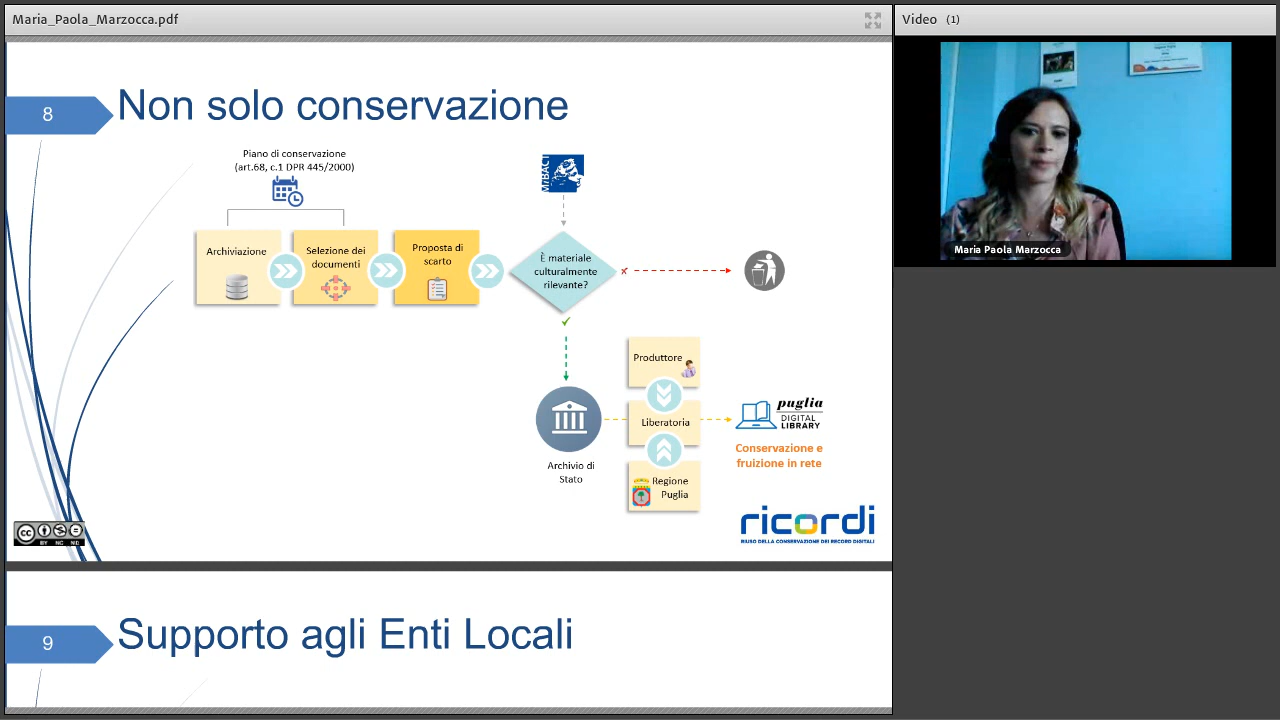 Maria_Paola_Marzocca.pdf
Video (1)
8
Non solo conservazione
Piano di conservazione
(art.68, c.1 DPR 445/2000)
MiBACT
Archiviazione
Selezione dei
documenti
Proposta di
scarto
È materiale
culturalmente
rilevante?
Produttore
Liberatoria
Regione
Puglia
Archivio di
Stato
puglia
DIGITAL
LIBRARY
Conservazione e
fruizione in rete
ricordi
RIUSO DELLA CONSERVAZIONE DEI RECORD DIGITALI
cc
BY NC ND
Maria Paola Marzocca
9
Supporto agli Enti Locali